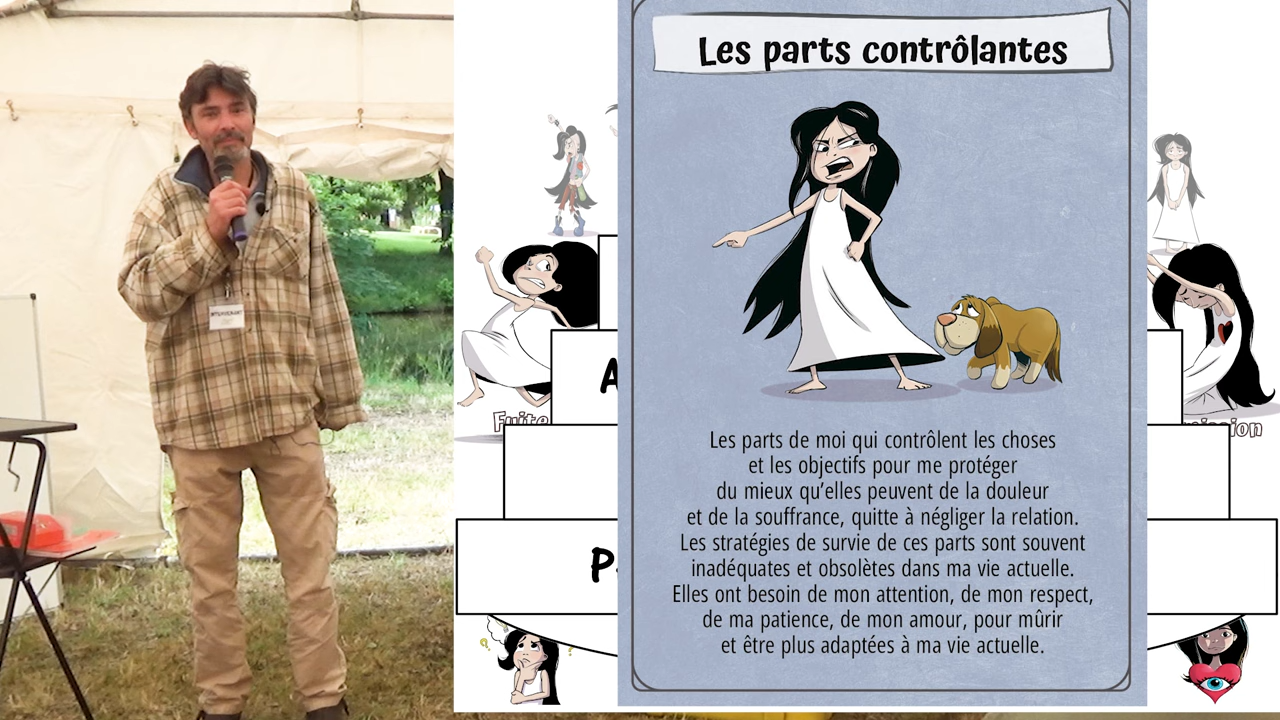 Les parts contrôlantes
Fuite
Les parts de moi qui contrôlent les choses
et les objectifs pour me protéger
du mieux qu'elles peuvent de la douleur
et de la souffrance, quitte à négliger la relation.
Les stratégies de survie de ces parts sont souvent
inadéquates et obsolètes dans ma vie actuelle.
Elles ont besoin de mon attention, de mon respect,
de ma patience, de mon amour, pour mûrir
et être plus adaptées à ma vie actuelle.